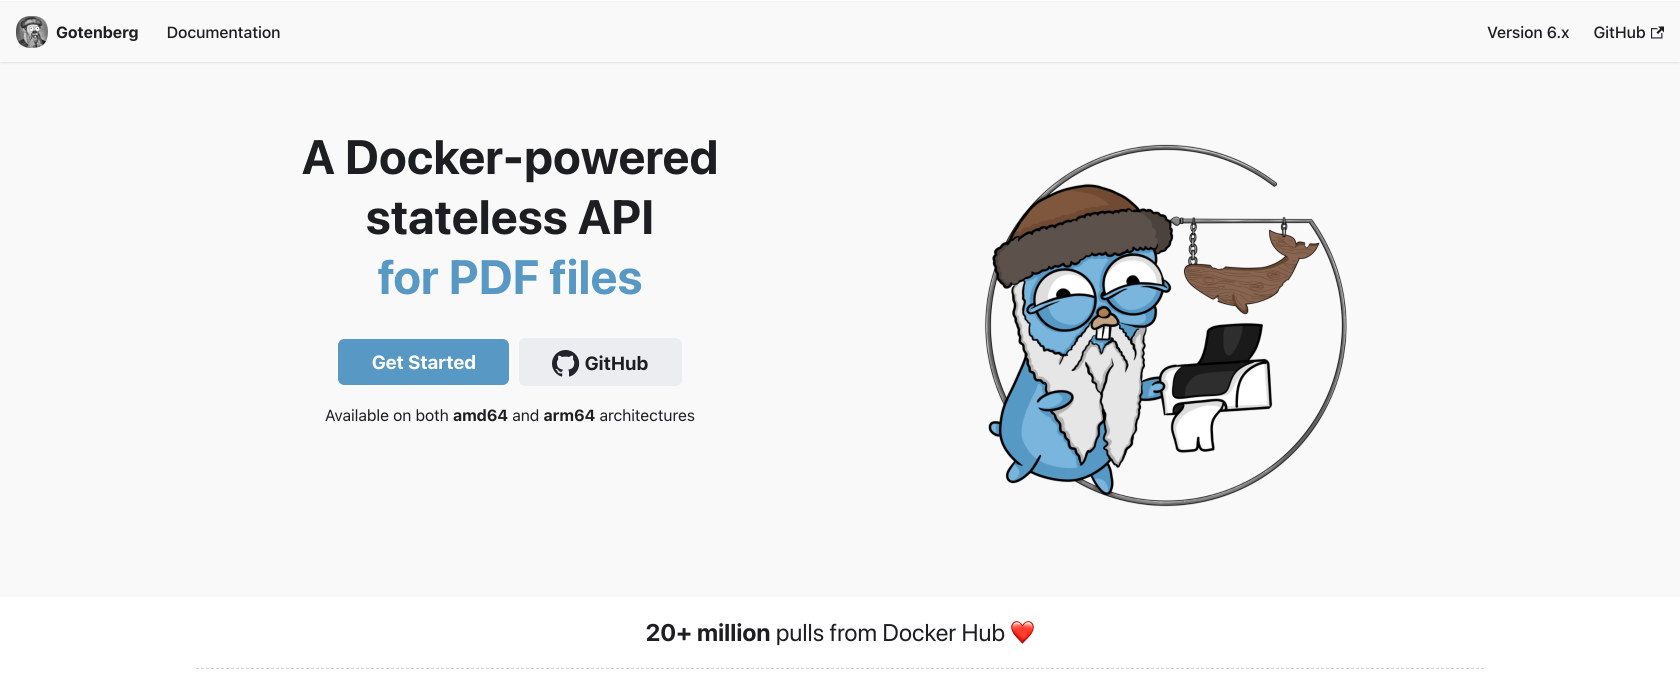 Gotenberg Documentation Version 6.x GitHub
A Docker-powered
stateless API
for PDF files
Get Started GitHub
Available on both amd64 and arm64 architectures
20+ million pulls from Docker Hub ❤️